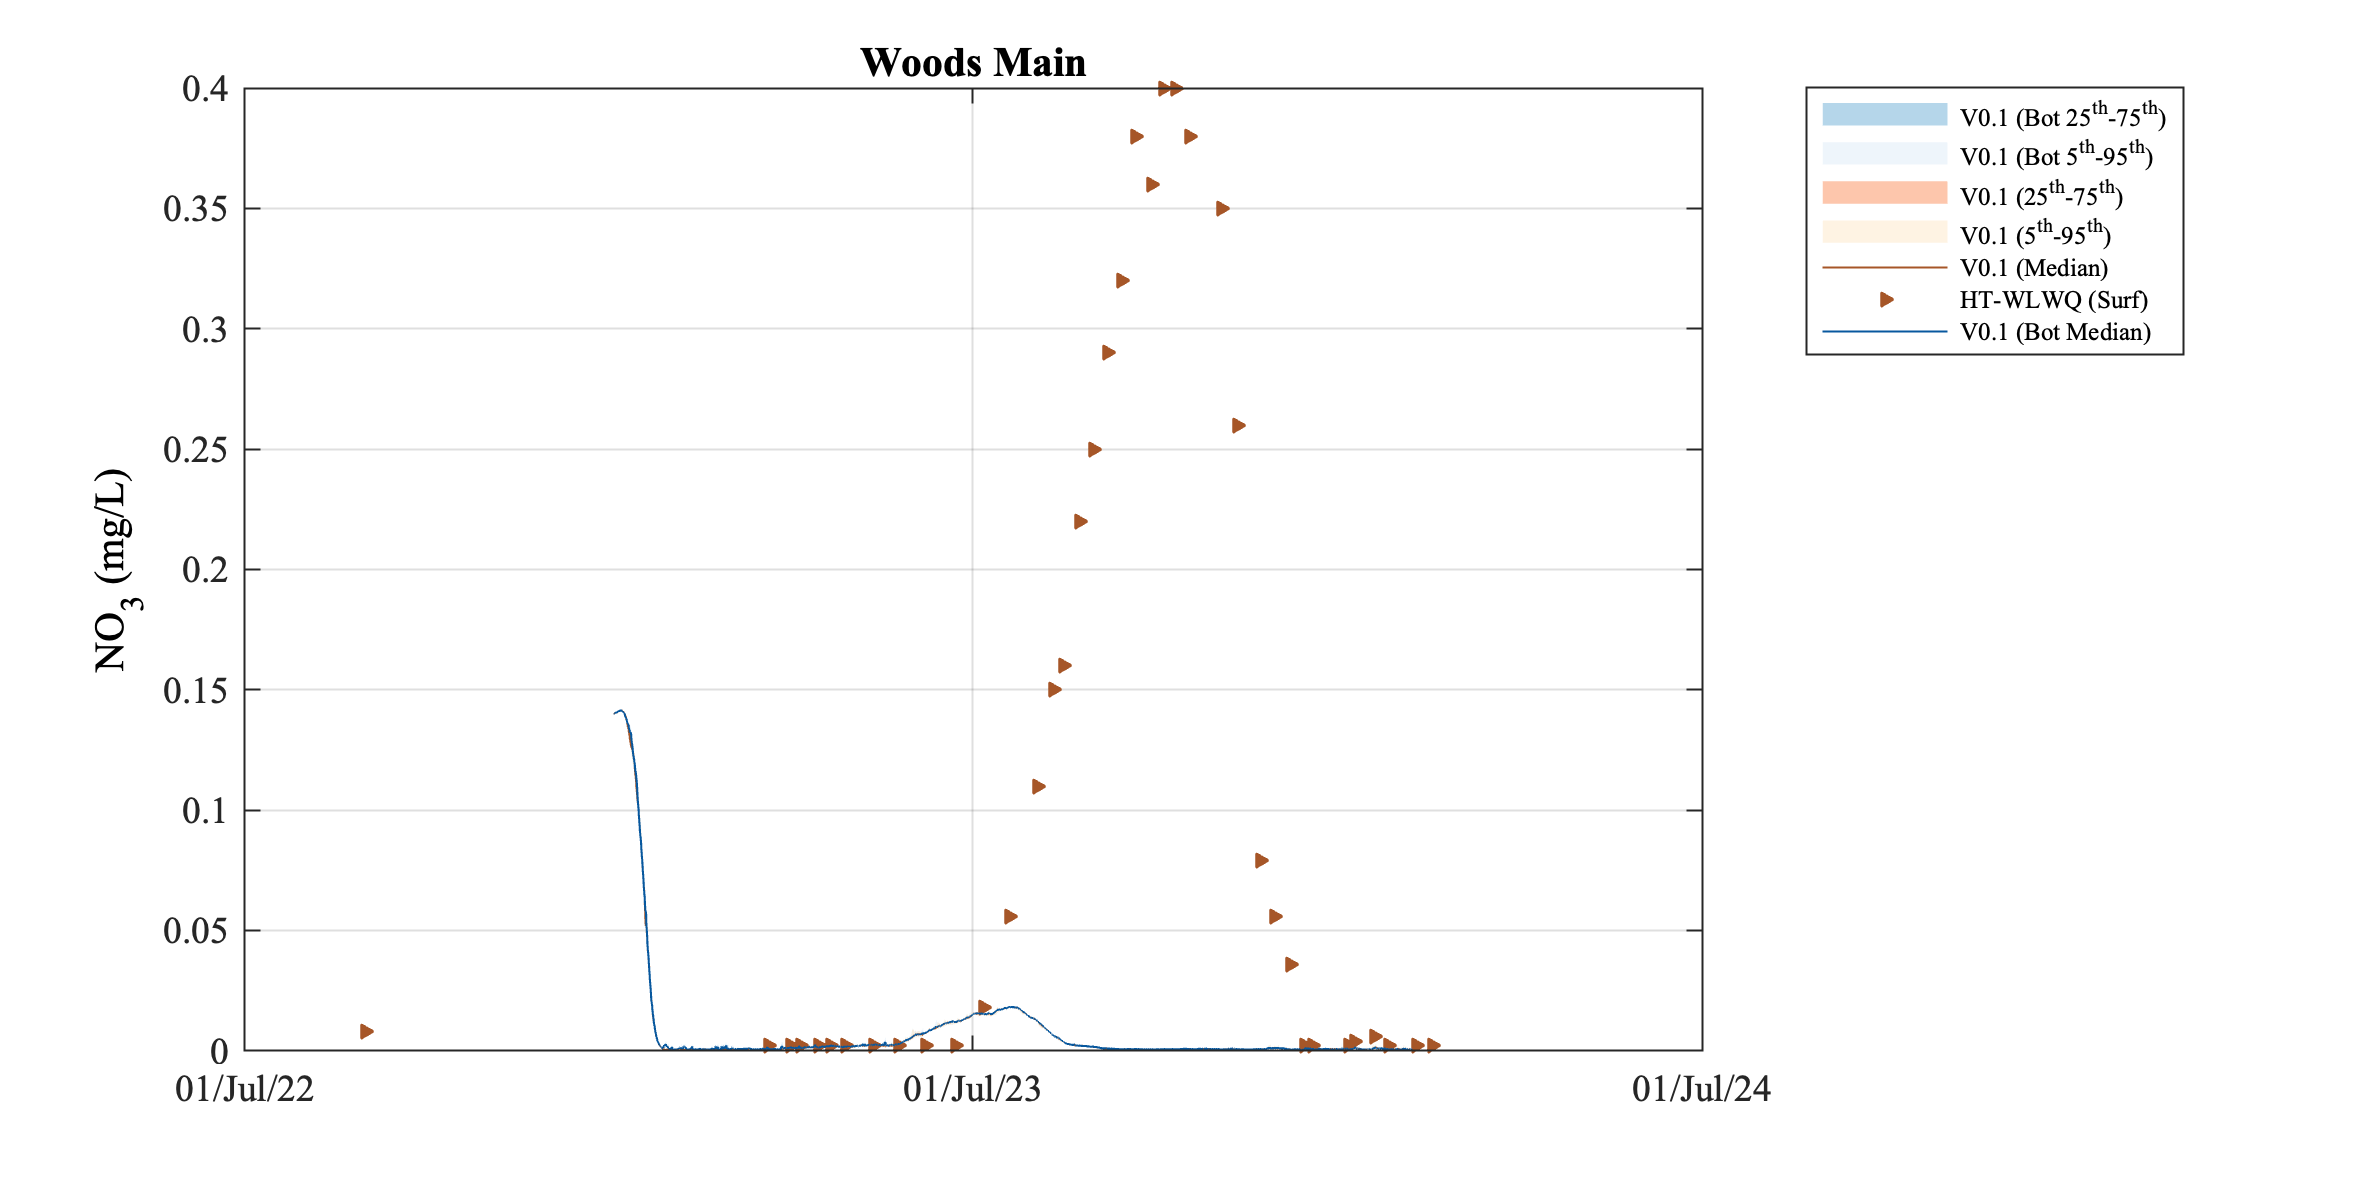 Woods Main
0.4
0.35
0.3
0.25
0.2
0.15
0.1
0.05
0
NO3 (mg/L)
01/Jul/22
01/Jul/23
01/Jul/24
V0.1 (Bot 25th-75th)
V0.1 (Bot 5th-95th)
V0.1 (25th-75th)
V0.1 (5th-95th)
V0.1 (Median)
HT-WLWQ (Surf)
V0.1 (Bot Median)